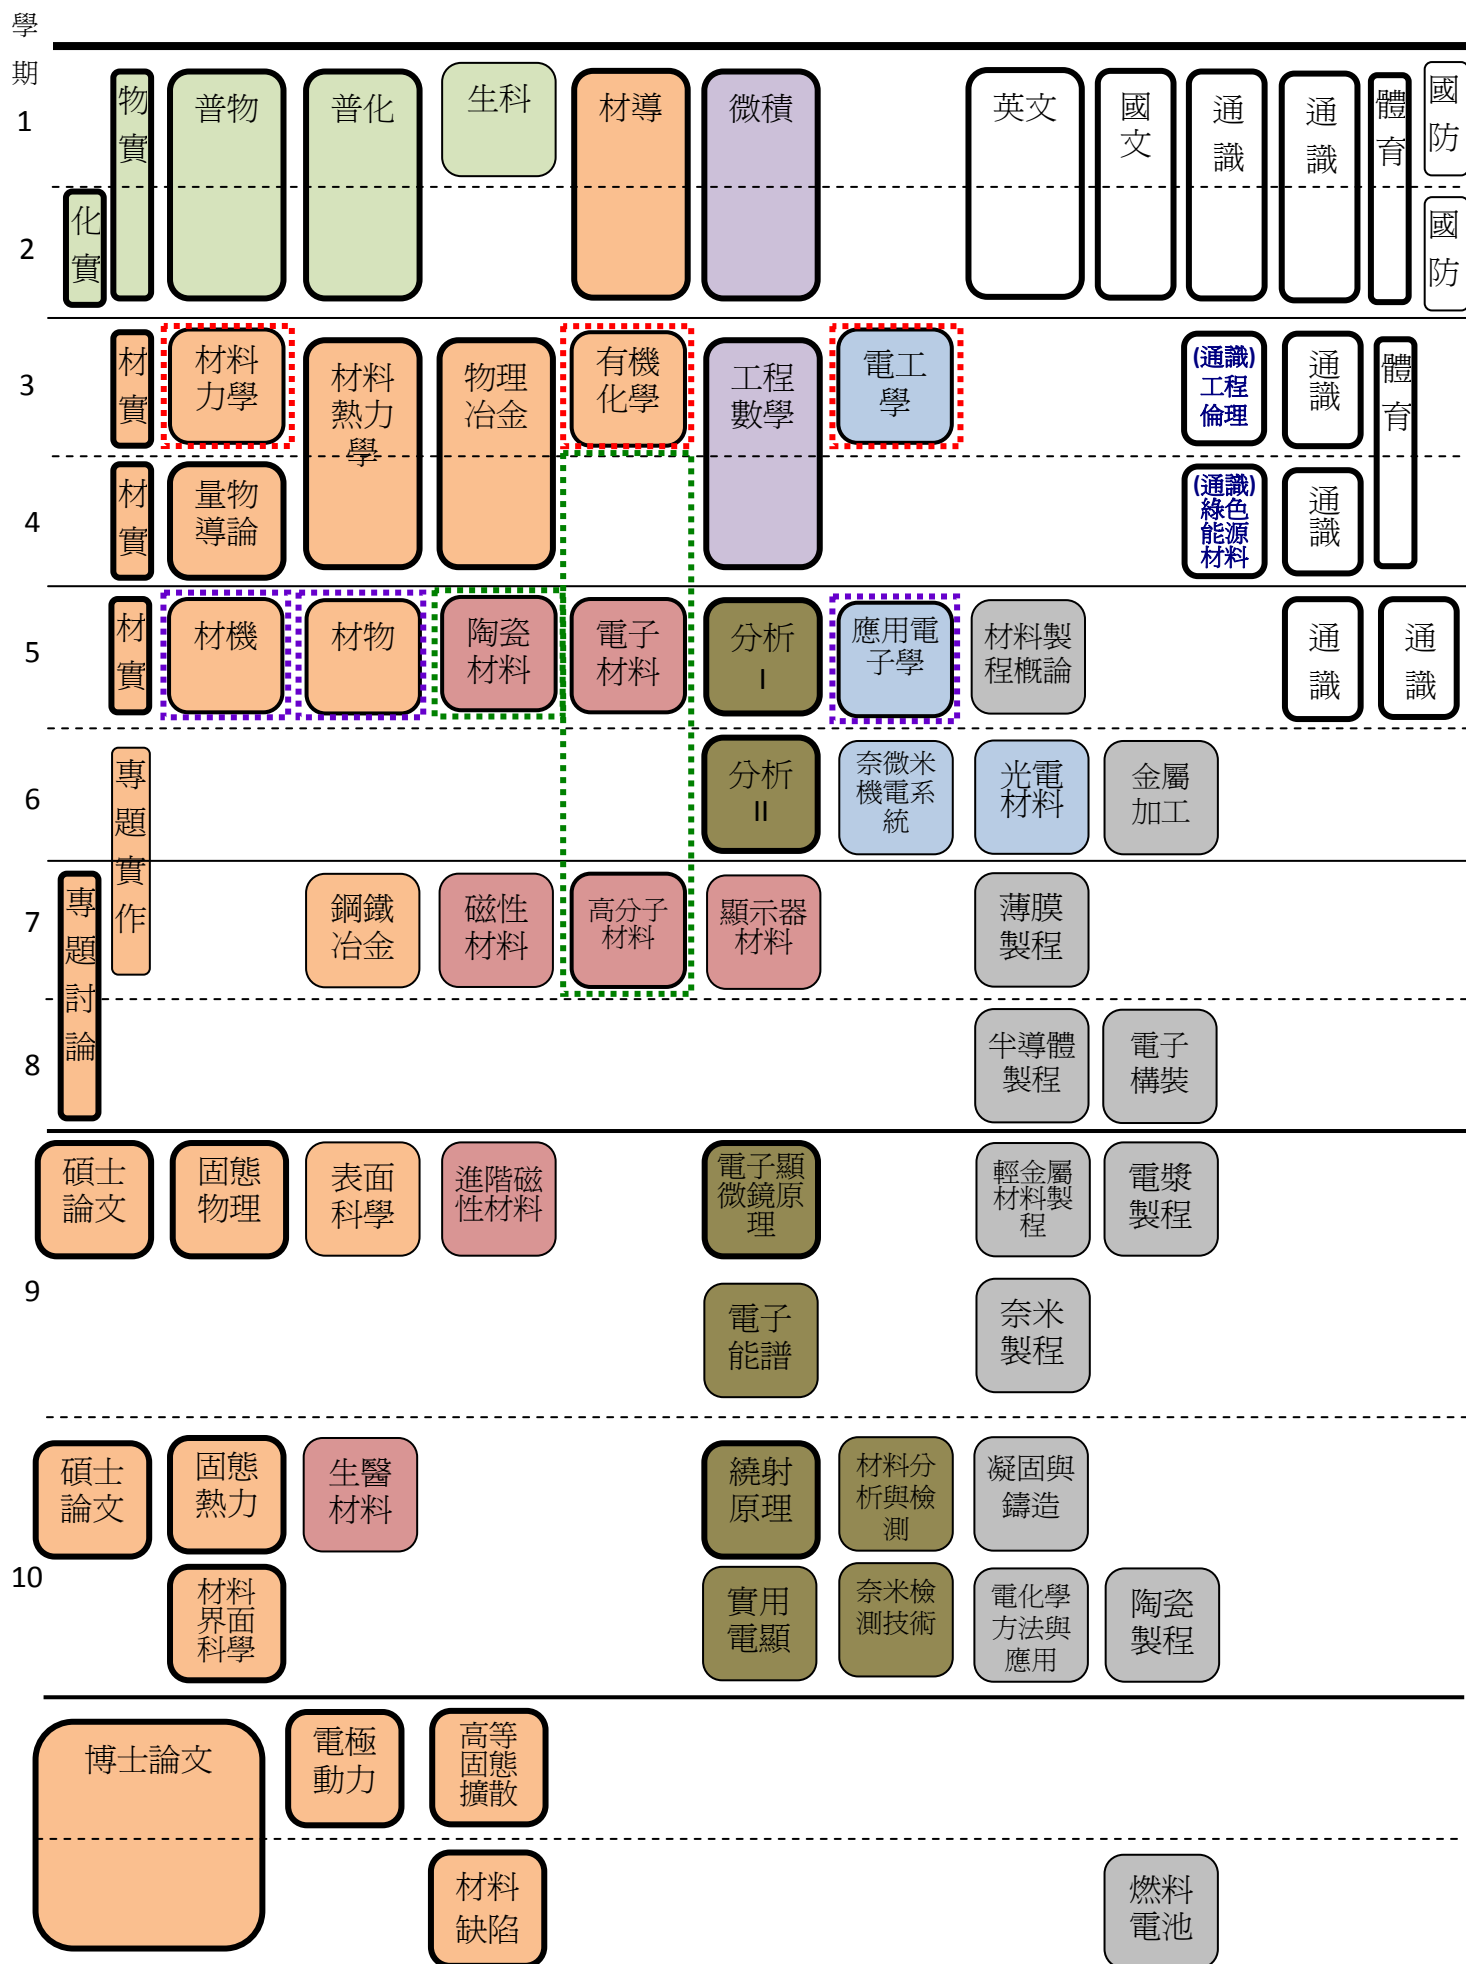 學
期
1
物
實
普物
普化
生科
材導
微積
英文
國
文
通
識
通
識
體
育
國
防
2
化
實
國
防
3
材
實
材料
力學
材料
熱力
學
物理
冶金
有機
化學
工程
數學
電工
學
(通識)
工程
倫理
通
識
體
育
4
材
實
量物
導論
(通識)
綠色
能源
材料
通
識
5
材
實
材機
材物
陶瓷
材料
電子
材料
分析
I
應用電
子學
材料製
程概論
通
識
通
識
6
專
題
實
作
分析
II
奈微米
機電系
統
光電
材料
金屬
加工
7
專
題
討
論
鋼鐵
冶金
磁性
材料
高分子
材料
顯示器
材料
薄膜
製程
8
半導體
製程
電子
構裝
9
碩士
論文
固態
物理
表面
科學
進階磁
性材料
電子顯
微鏡原
理
輕金屬
材料製
程
電漿
製程
電子
能譜
奈米
製程
10
碩士
論文
固態
熱力
生醫
材料
繞射
原理
材料分
析與檢
測
凝固與
鑄造
材料
界面
科學
實用
電顯
奈米檢
測技術
電化學
方法與
應用
陶瓷
製程
博士論文
電極
動力
高等
固態
擴散
材料
缺陷
燃料
電池